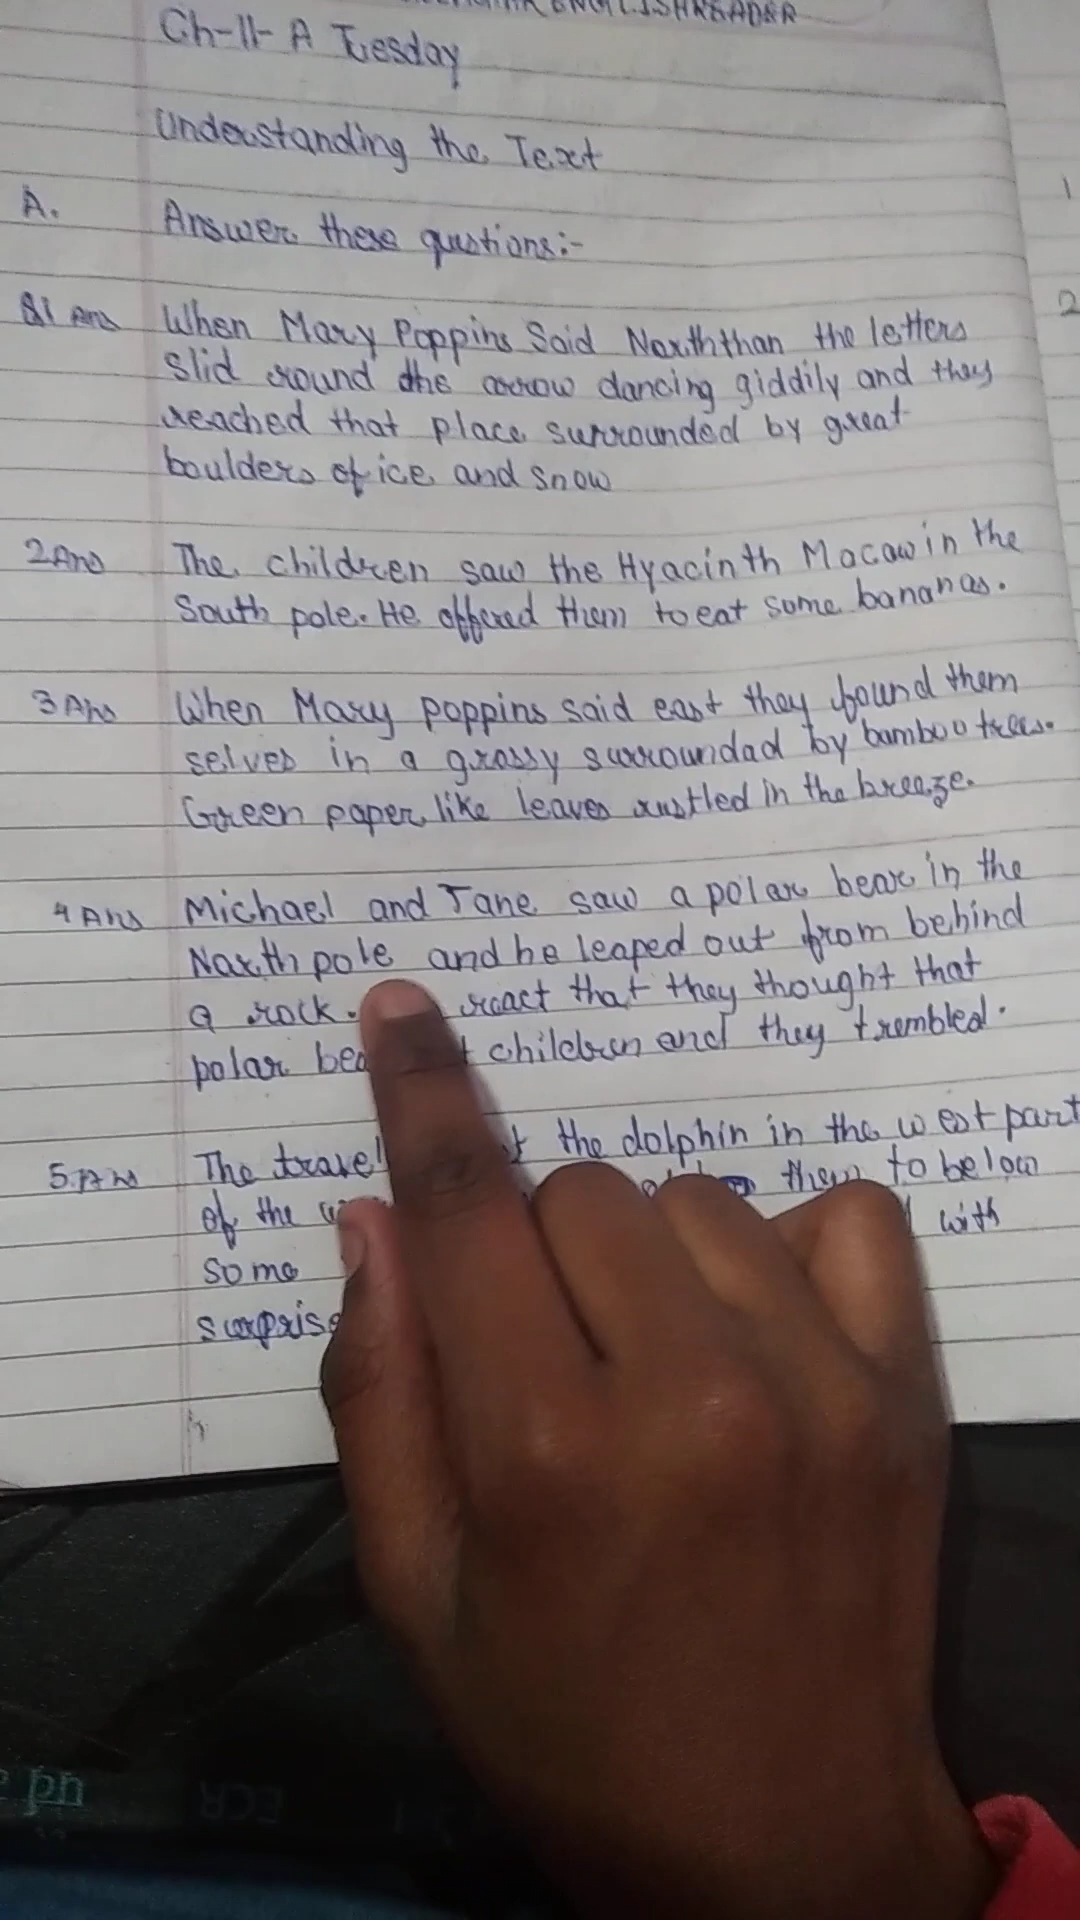 ENGLISH READER
Ch-11- A Tuesday
Understanding the Text
A. Answer these qustions:-
1 Ans When Mary Poppins Said North than the letters
slid round the arrow dancing giddily and they
reached that place surrounded by great
boulders of ice and snow
2 Ans The children saw the Hyacinth Macaw in the
South pole. He offered them to eat some bananas.
3 Ans When Mary poppins said east they found them
selves in a grassy surroundad by bamboo trees.
Green paper like leaves rustled in the breeze.
4 Ans Michael and Jane saw a polar bear in the
North pole and he leaped out from behind
a rock. react that they thought that
polar children and they trembled.
5. Ans The the dolphin in the west part
of the them to below
some with
surprise
1
2